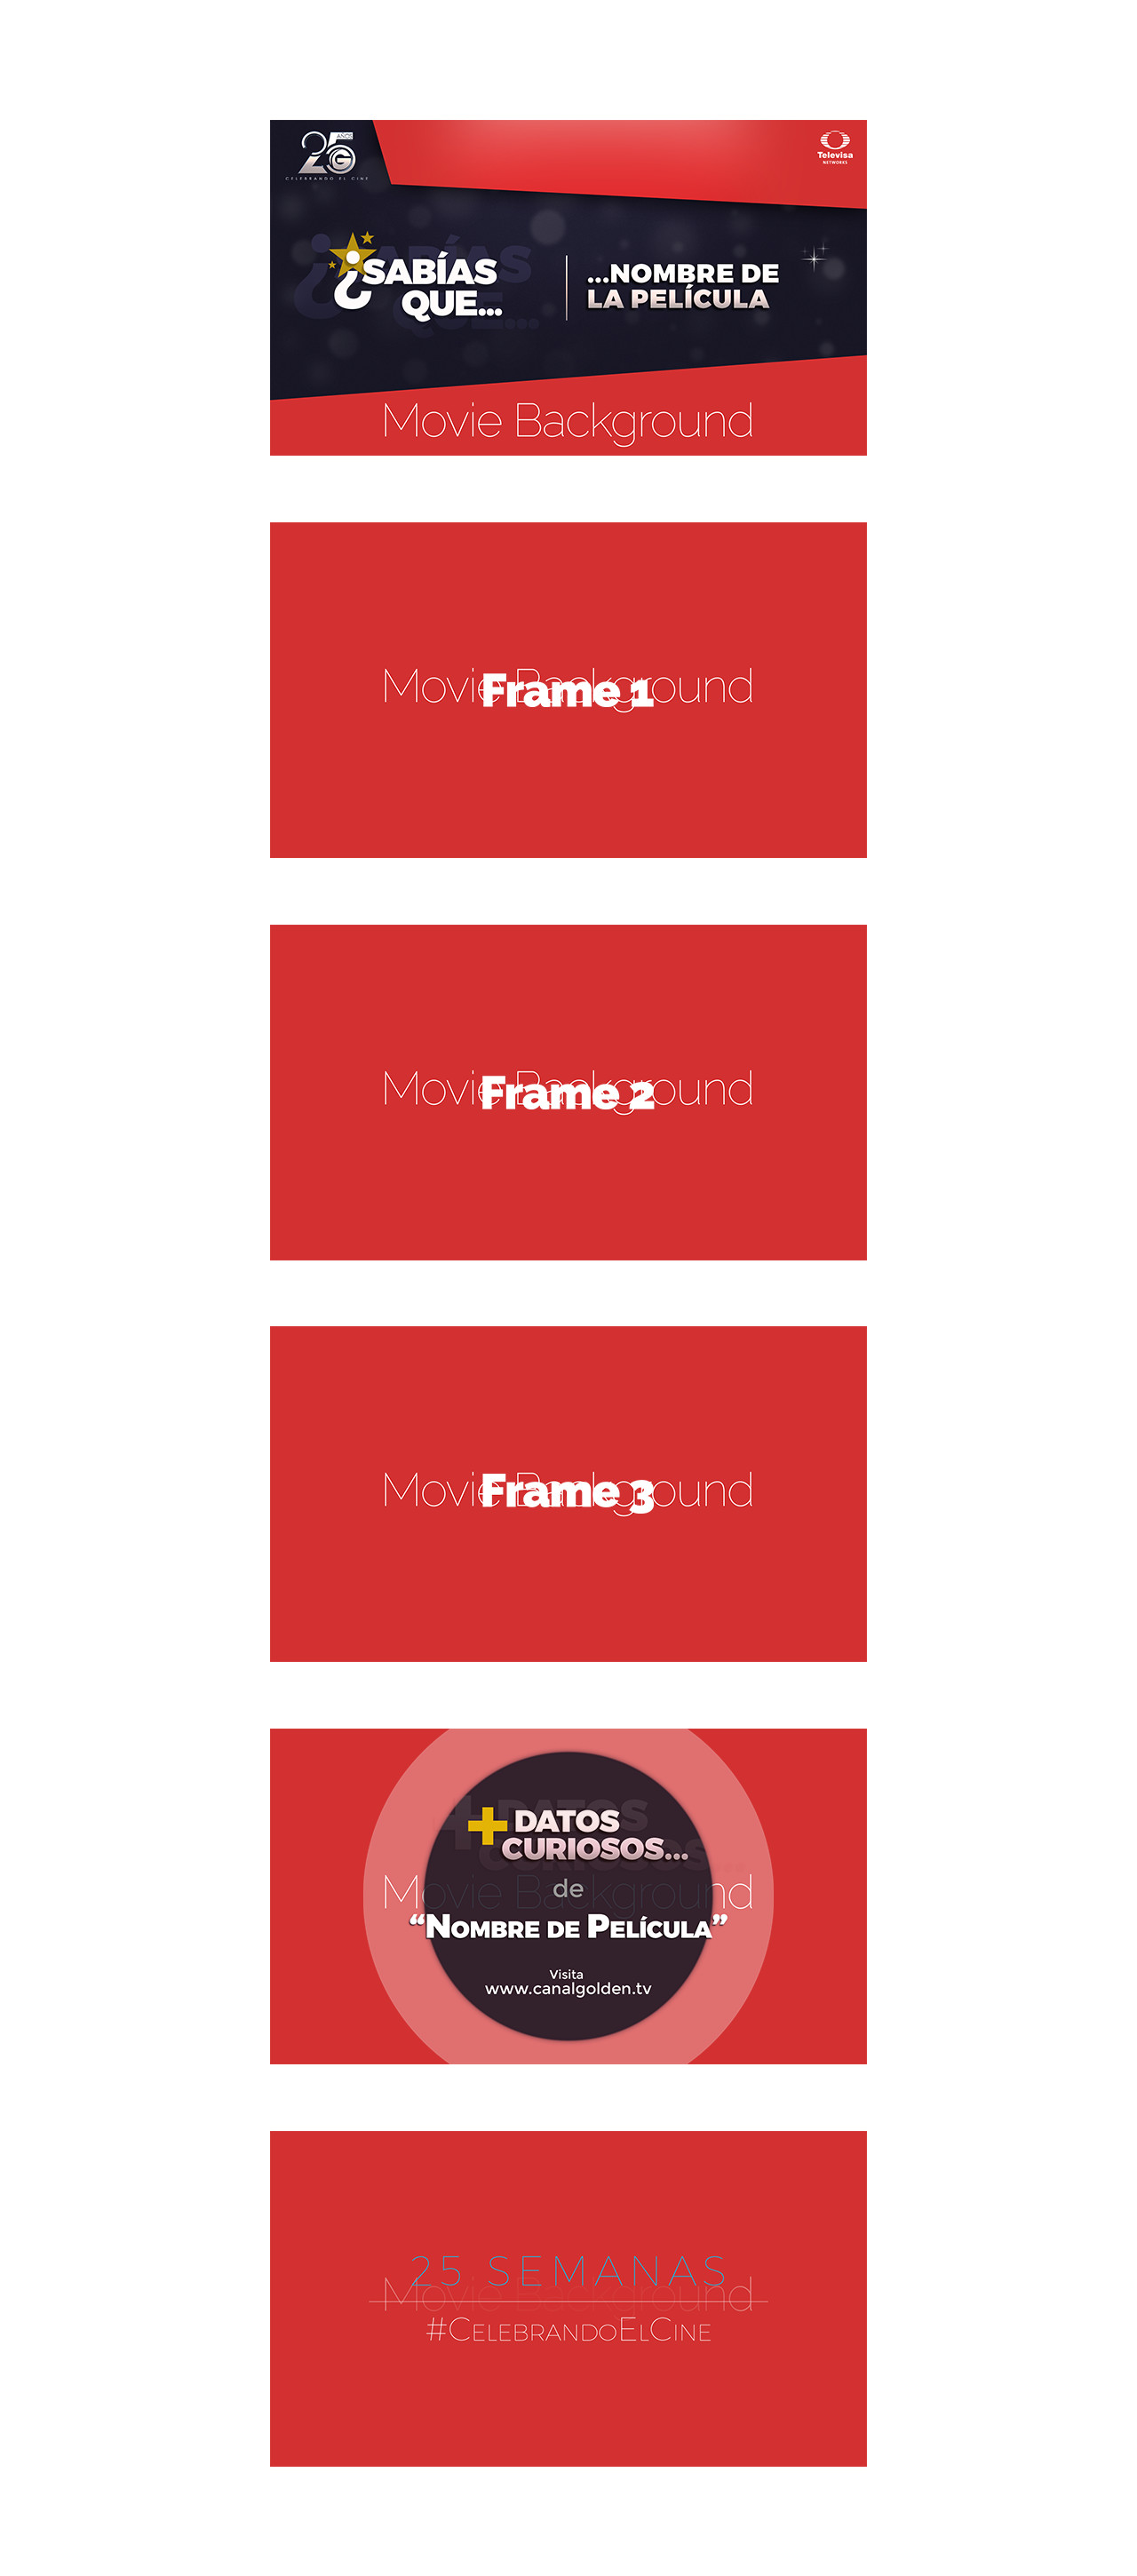 25 AÑOS
G
CELEBRANDO EL CINE
Televisa
NETWORKS
¿SABÍAS
QUE...
...NOMBRE DE
LA PELÍCULA
Movie Background
Movie Background
Frame 1
Movie Background
Frame 2
Movie Background
Frame 3
+ DATOS
CURIOSOS...
Movie Background
de
“NOMBRE DE PELÍCULA”
Visita
www.canalgolden.tv
25 SEMANAS
Movie Background
#CELEBRANDOELCINE